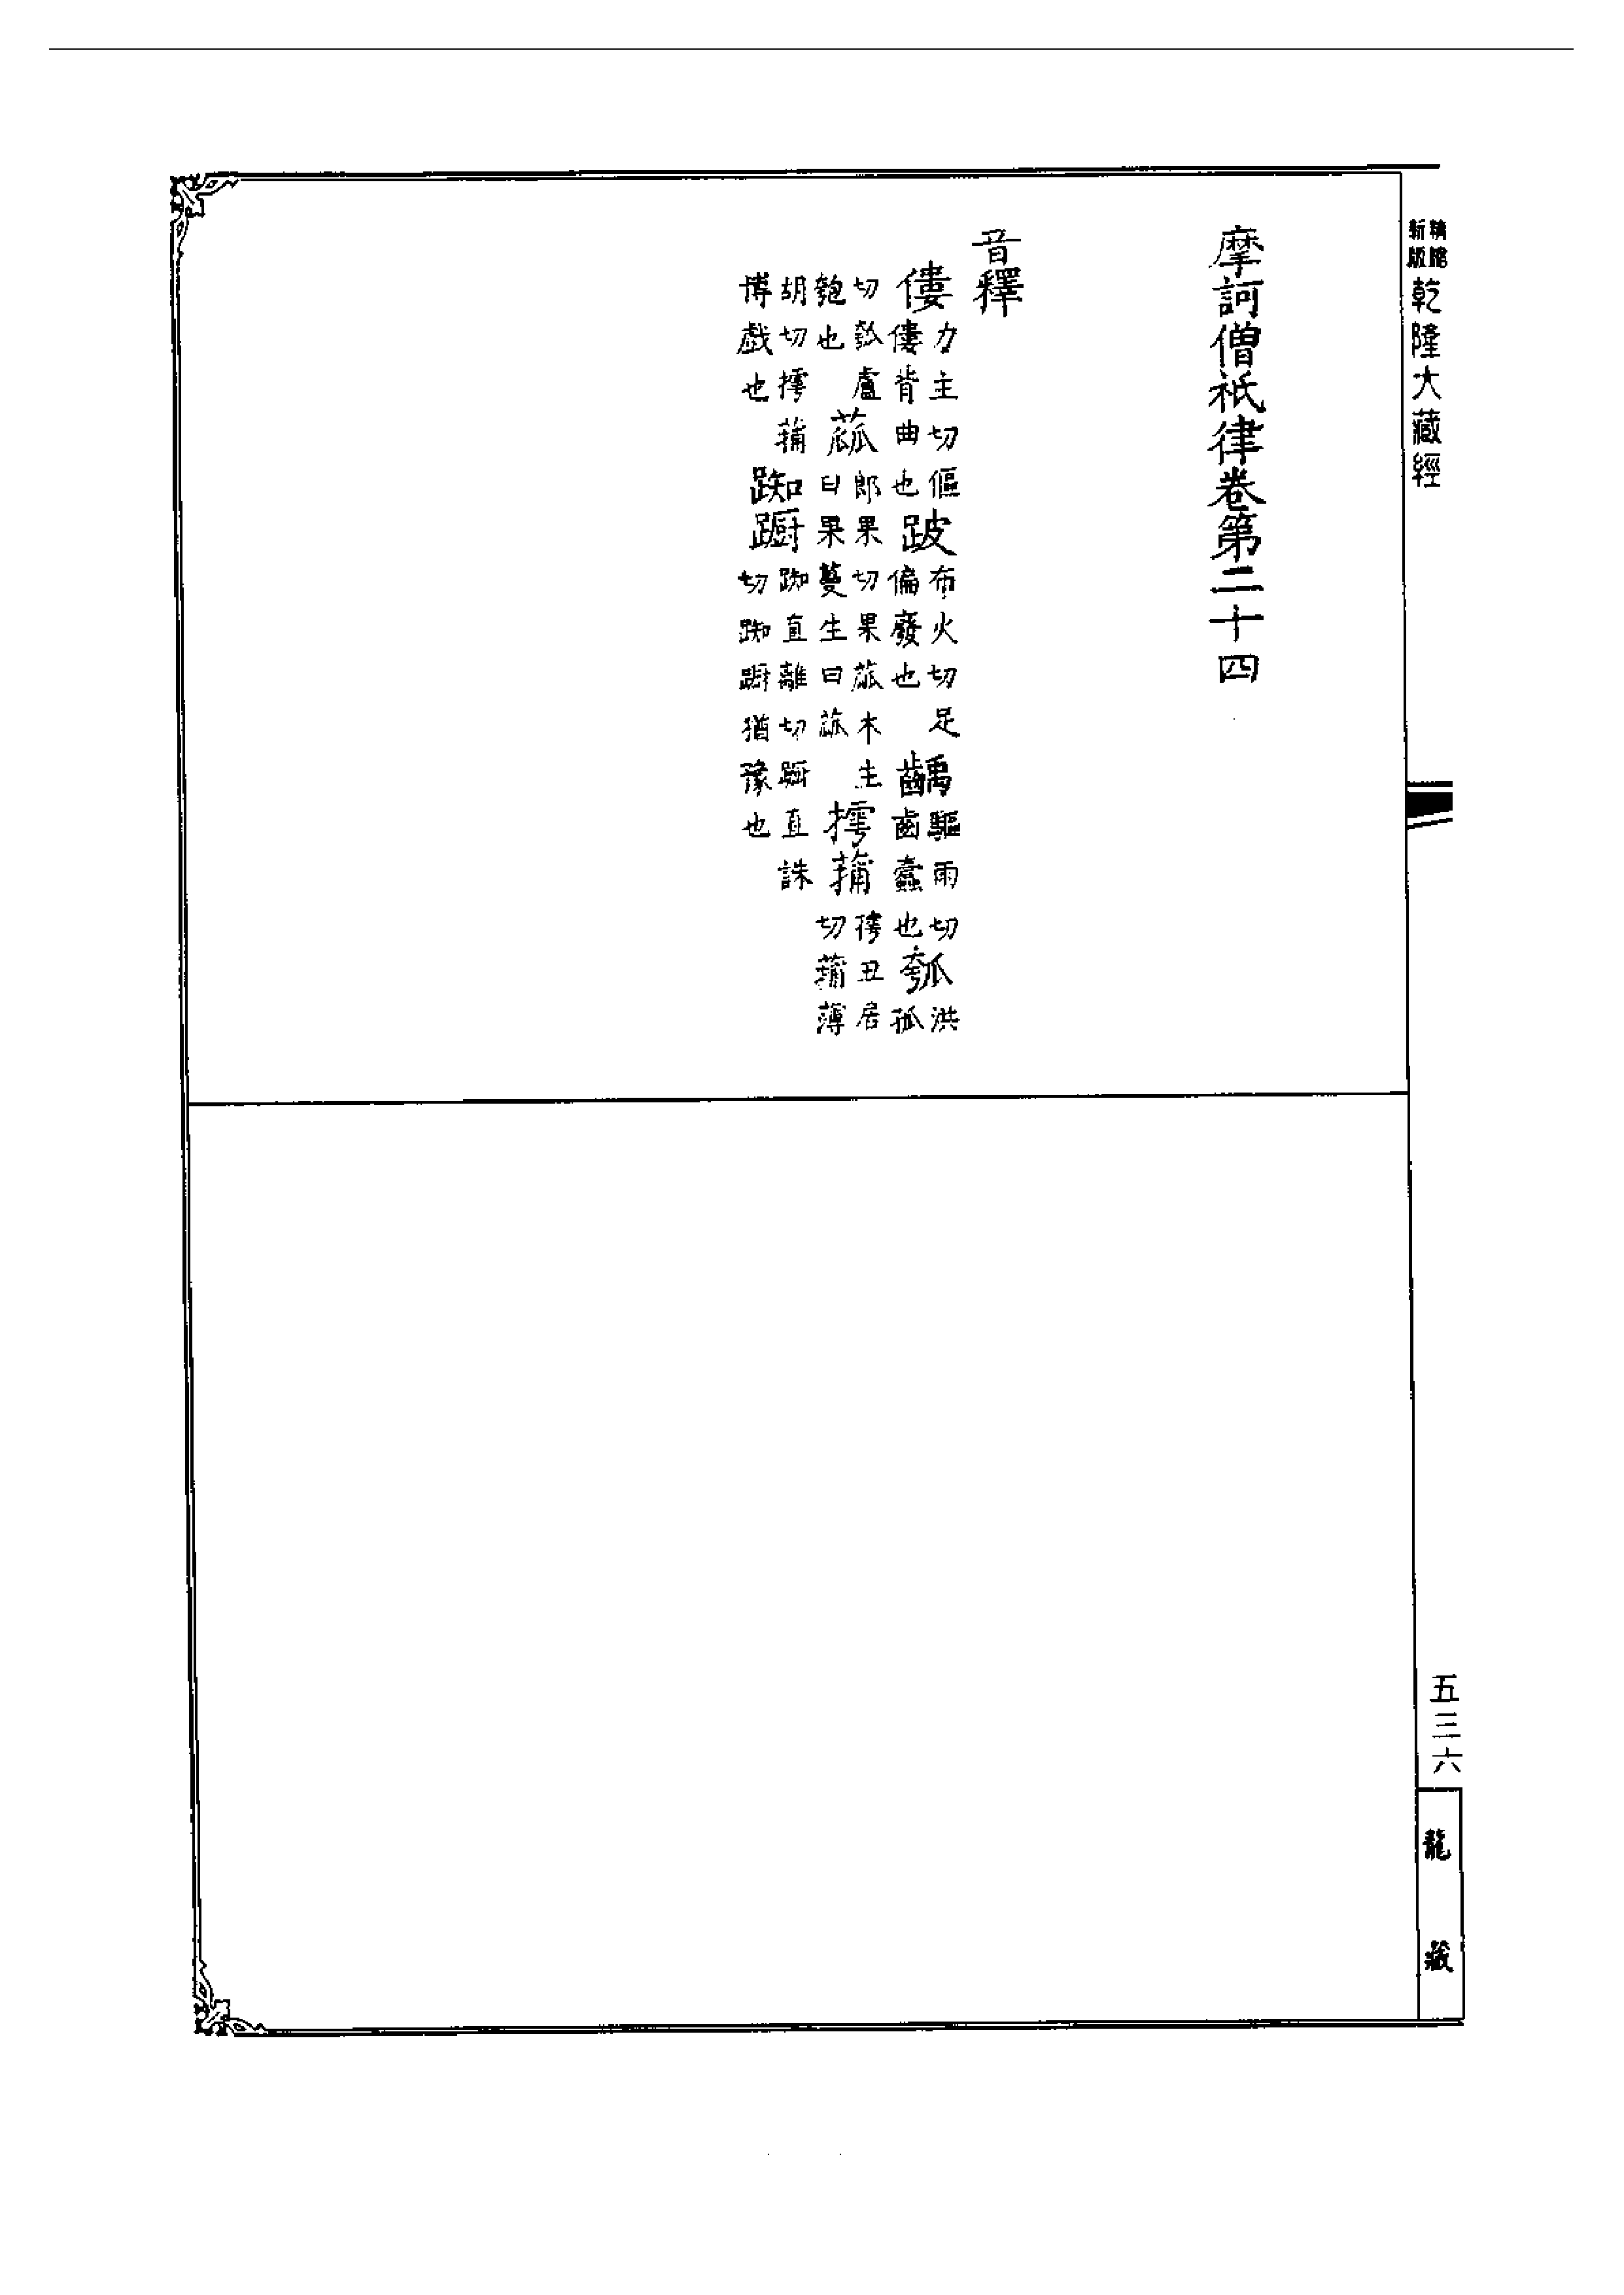 精縮新版 乾隆大藏經
摩訶僧祇律卷第二十四
音釋
僂力主切傴僂背曲也 跛布火切足偏廢也 齲驅雨切齒蠹也 瓠洪孤
切瓠盧匏也 蓏郎果切果蓏木生曰果蔓生曰蓏 摴蒱摴丑居切蒱薄
胡切摴蒱博戲也 踟躕踟直離切躕直誅切踟躕猶豫也
五三六
龍藏